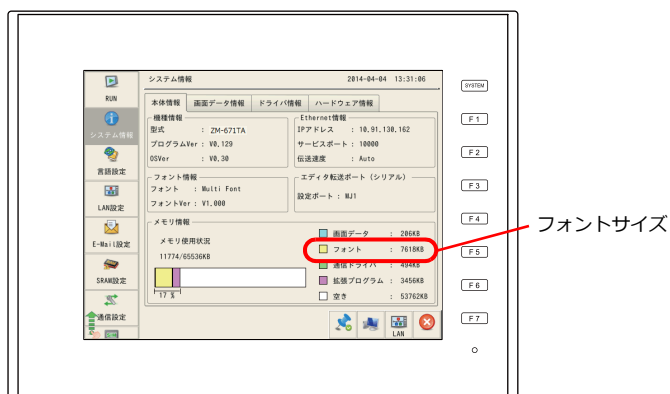 システム情報 2014-04-04 13:31:06
SYSTEM
RUN
本体情報 画面データ情報 ドライバ情報 ハードウェア情報
システム情報
機種情報
型式 : ZM-671TA
プログラムVer : V0.129
OSVer : V0.30
Ethernet情報
IPアドレス : 10.91.130.162
サービスポート : 10000
伝送速度 : Auto
F1
F2
言語設定
フォント情報
フォント : Multi Font
フォントVer : V1.000
エディタ転送ポート (シリアル)
設定ポート : MJ1
F3
LAN設定
メモリ情報
メモリ使用状況
11774/65536KB
17 %
画面データ : 206KB
フォント : 7618KB
通信ドライバ : 494KB
拡張プログラム : 3456KB
空き : 53762KB
F4
フォントサイズ
E-Mail設定
F5
SRAM設定
F6
通信設定
F7
LAN